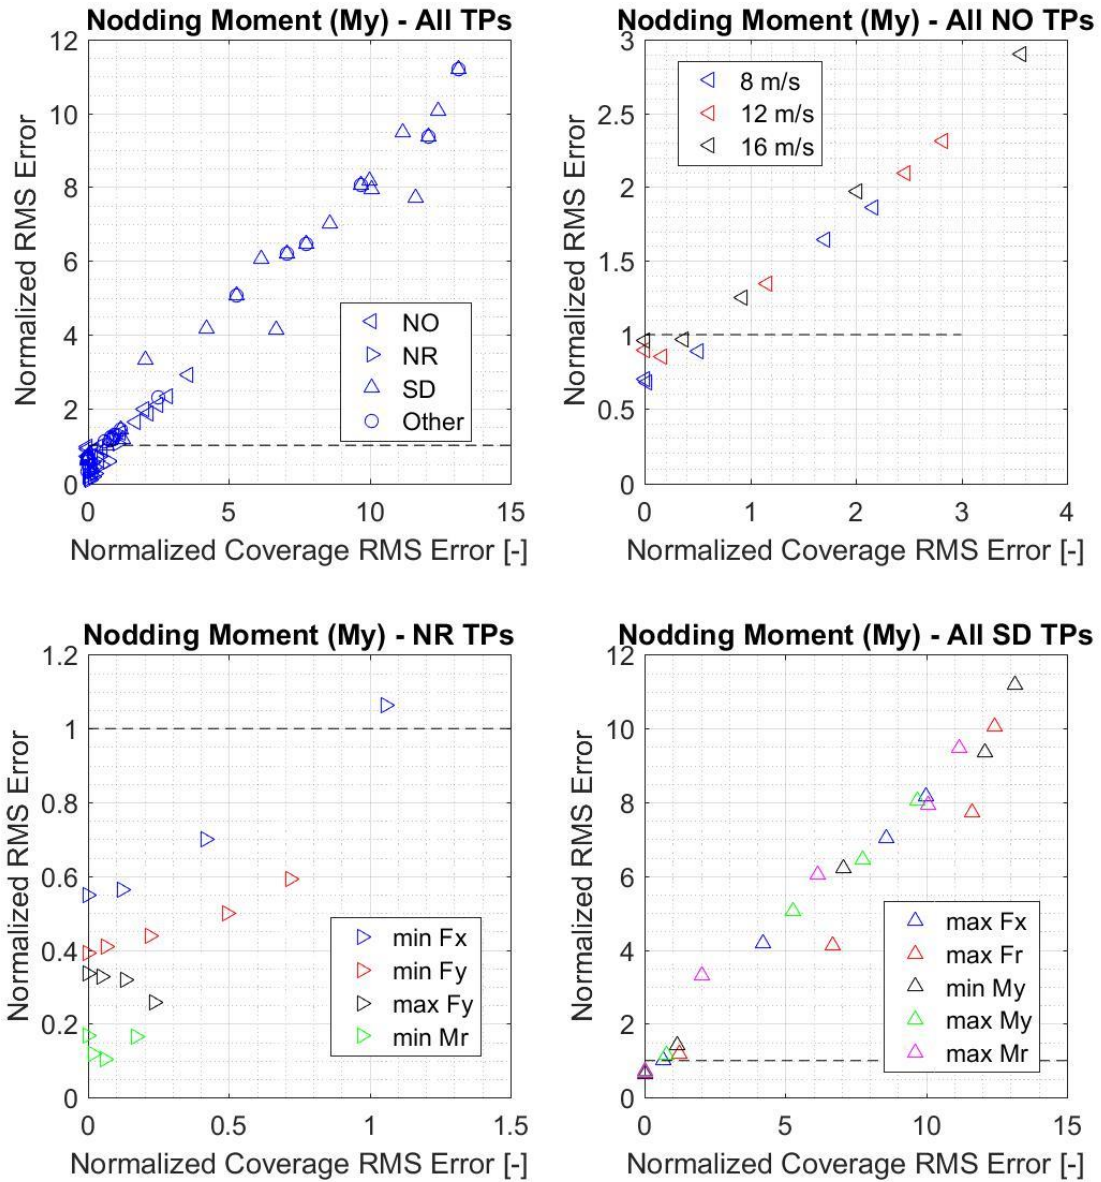 Nodding Moment (My) - All TPs
12
10
8
6
4
2
0
0
5
10
15
Normalized RMS Error
Normalized Coverage RMS Error [-]
NO
NR
SD
Other
Nodding Moment (My) - All NO TPs
3
2.5
2
1.5
1
0.5
0
0
1
2
3
4
Normalized RMS Error
Normalized Coverage RMS Error [-]
8 m/s
12 m/s
16 m/s
Nodding Moment (My) - NR TPs
1.2
1
0.8
0.6
0.4
0.2
0
0
0.5
1
1.5
Normalized RMS Error
Normalized Coverage RMS Error [-]
min Fx
min Fy
max Fy
min Mr
Nodding Moment (My) - All SD TPs
12
10
8
6
4
2
0
0
5
10
15
Normalized RMS Error
Normalized Coverage RMS Error [-]
max Fx
max Fr
min My
max My
max Mr